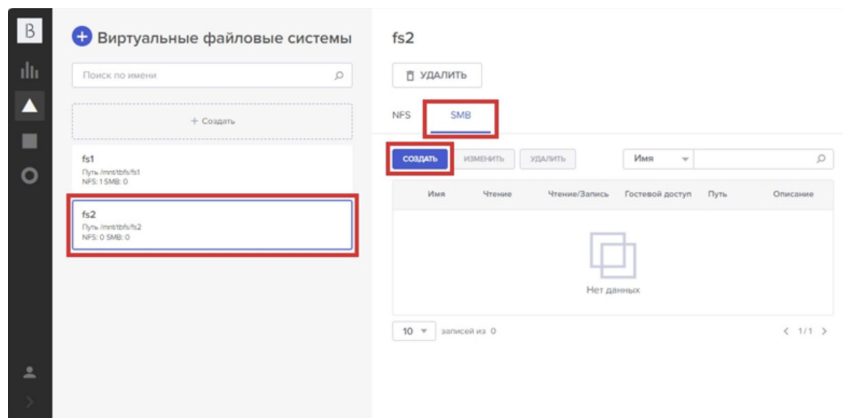 B
Виртуальные файловые системы
Поиск по имени
+ Создать
fs1
Путь /mnt/tbfs/fs1
NFS: 1 SMB: 0
fs2
Путь /mnt/tbfs/fs2
NFS: 0 SMB: 0
fs2
УДАЛИТЬ
NFS SMB
СОЗДАТЬ ИЗМЕНИТЬ УДАЛИТЬ Имя
Имя Чтение Чтение/Запись Гостевой доступ Путь Описание
Нет данных
10 записей из 0 < 1/1 >